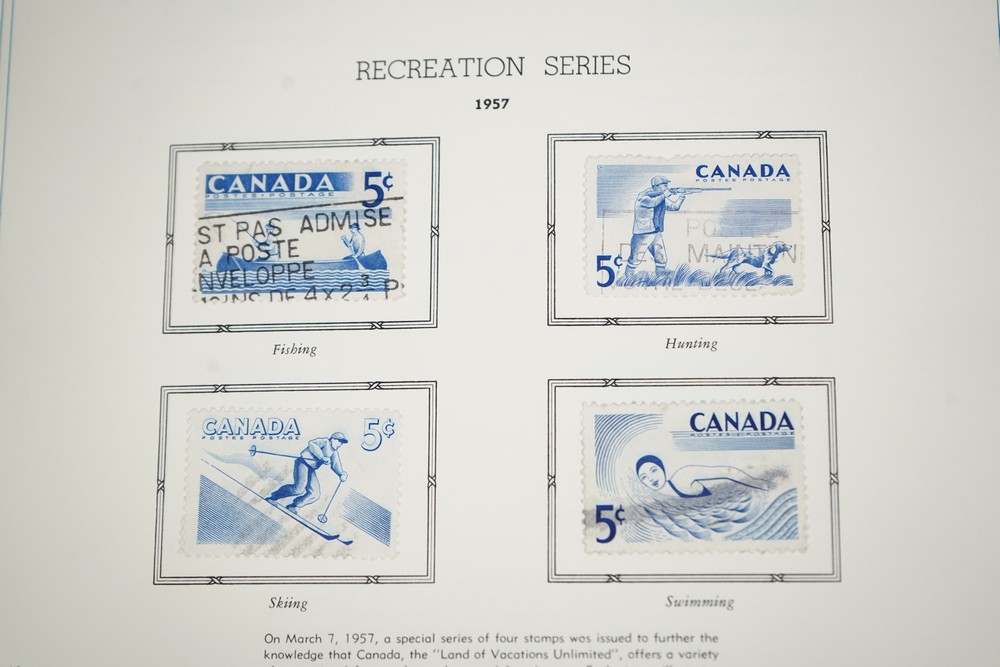 RECREATION SERIES
1957
CANADA 5¢
POSTES POSTAGE
ST PAS ADMISE
A POSTE
NVELOPPE
Fishing
CANADA
POSTES POSTAGE
5¢
Hunting
CANADA 5¢
POSTES POSTAGE
Skiing
CANADA
POSTES POSTAGE
5¢
Swimming
On March 7, 1957, a special series of four stamps was issued to further the
knowledge that Canada, the "Land of Vacations Unlimited", offers a variety